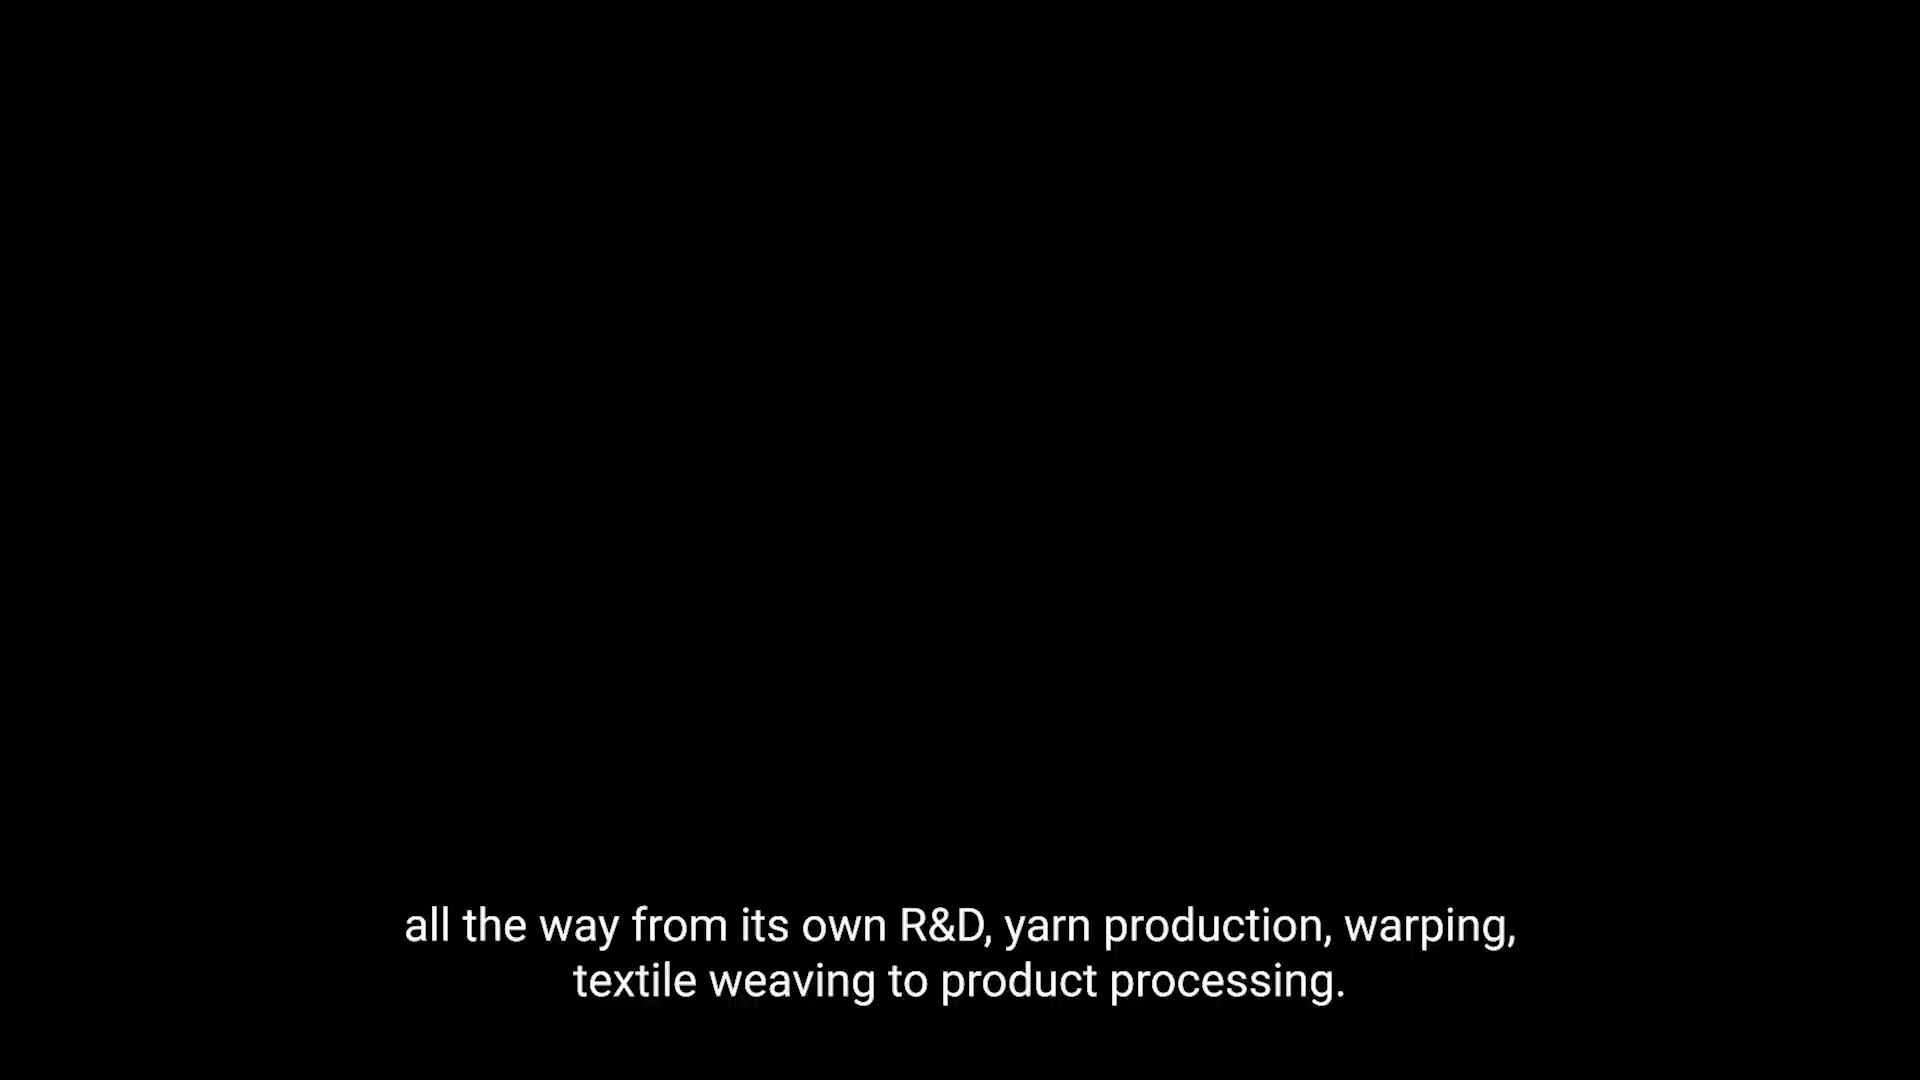 all the way from its own R&D, yarn production, warping,
textile weaving to product processing.